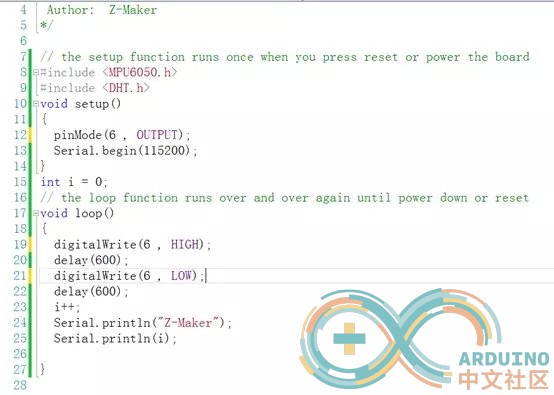 4 Author: Z-Maker
5 */
6
7 // the setup function runs once when you press reset or power the board
8 #include <MPU6050.h>
9 #include <DHT.h>
10 void setup()
11 {
12 pinMode(6 , OUTPUT);
13 Serial.begin(115200);
14 }
15 int i = 0;
16 // the loop function runs over and over again until power down or reset
17 void loop()
18 {
19 digitalWrite(6 , HIGH);
20 delay(600);
21 digitalWrite(6 , LOW);
22 delay(600);
23 i++;
24 Serial.println("Z-Maker");
25 Serial.println(i);
26
27 }
28
ARDUINO
中文社区